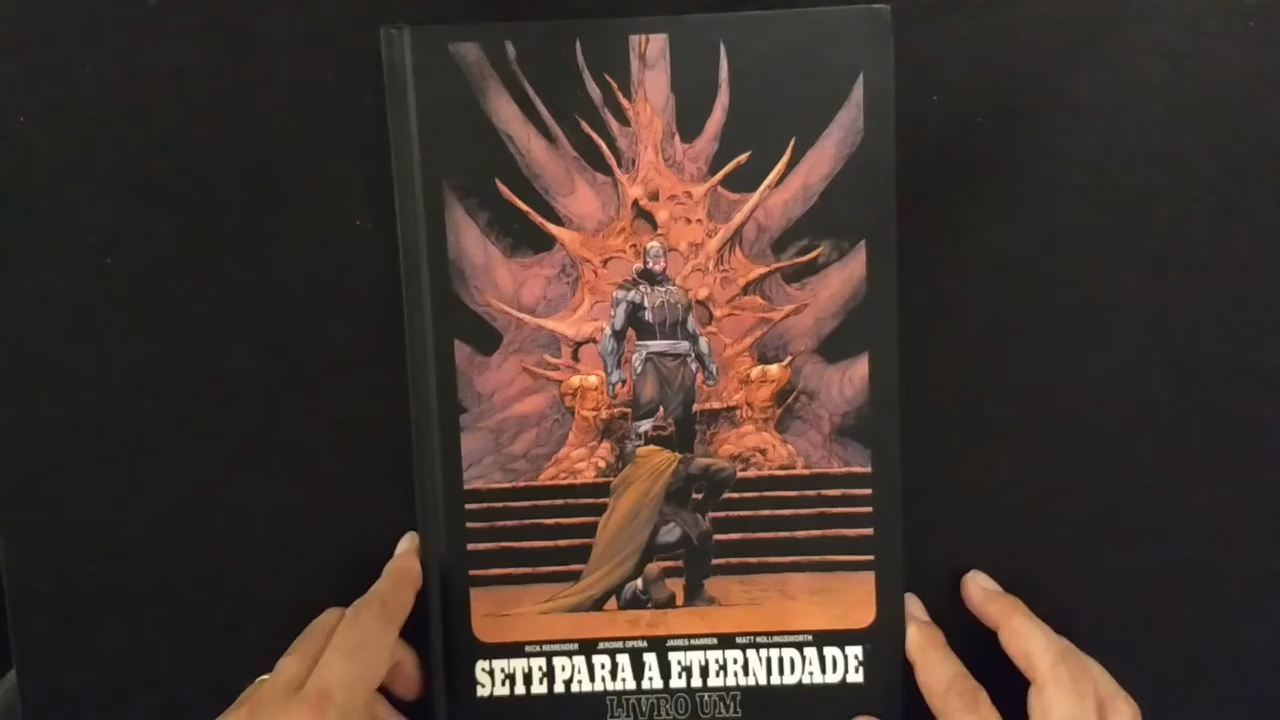 RICK REMENDER JEROME OPEÑA JAMES HARREN MATT HOLLINGSWORTH
SETE PARA A ETERNIDADE
LIVRO UM